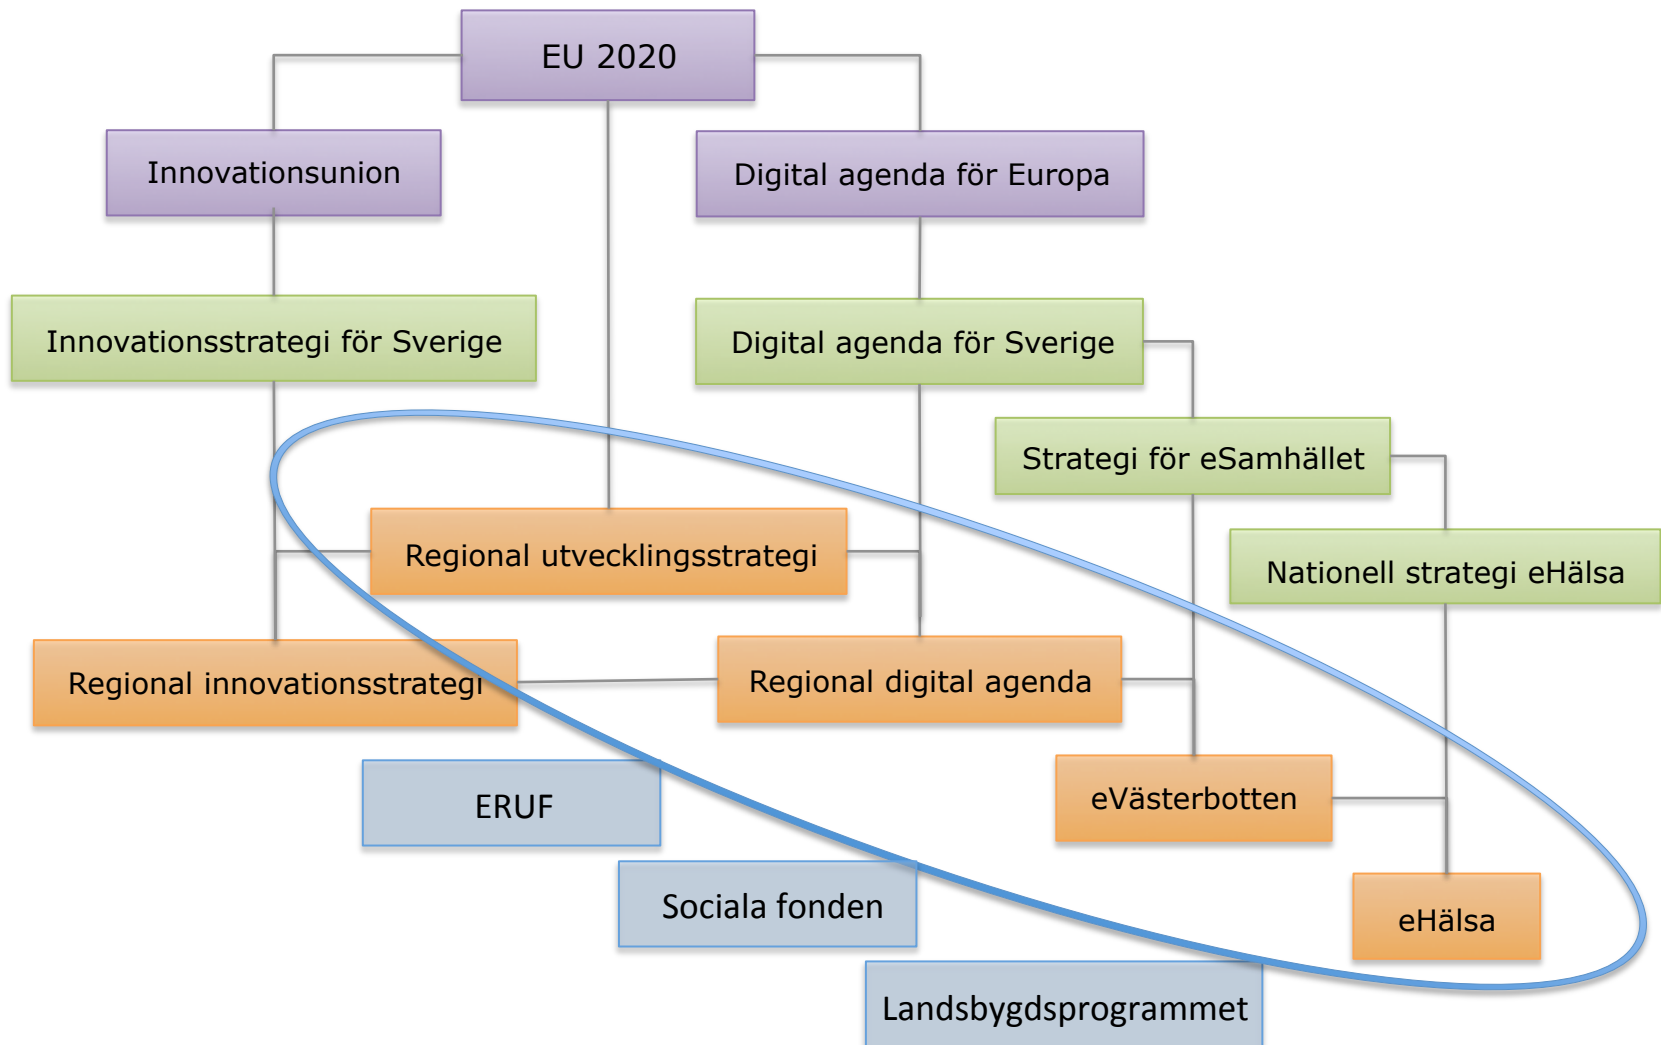 EU 2020
Innovationsunion
Digital agenda för Europa
Innovationsstrategi för Sverige
Digital agenda för Sverige
Strategi för eSamhället
Regional utvecklingsstrategi
Nationell strategi eHälsa
Regional innovationsstrategi
Regional digital agenda
eVästerbotten
ERUF
Sociala fonden
eHälsa
Landsbygdsprogrammet